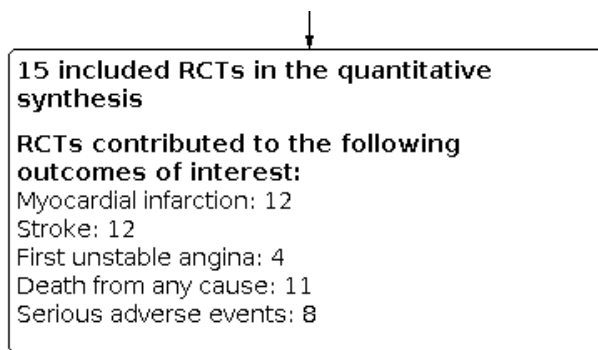 15 included RCTs in the quantitative
synthesis
RCTs contributed to the following
outcomes of interest:
Myocardial infarction: 12
Stroke: 12
First unstable angina: 4
Death from any cause: 11
Serious adverse events: 8